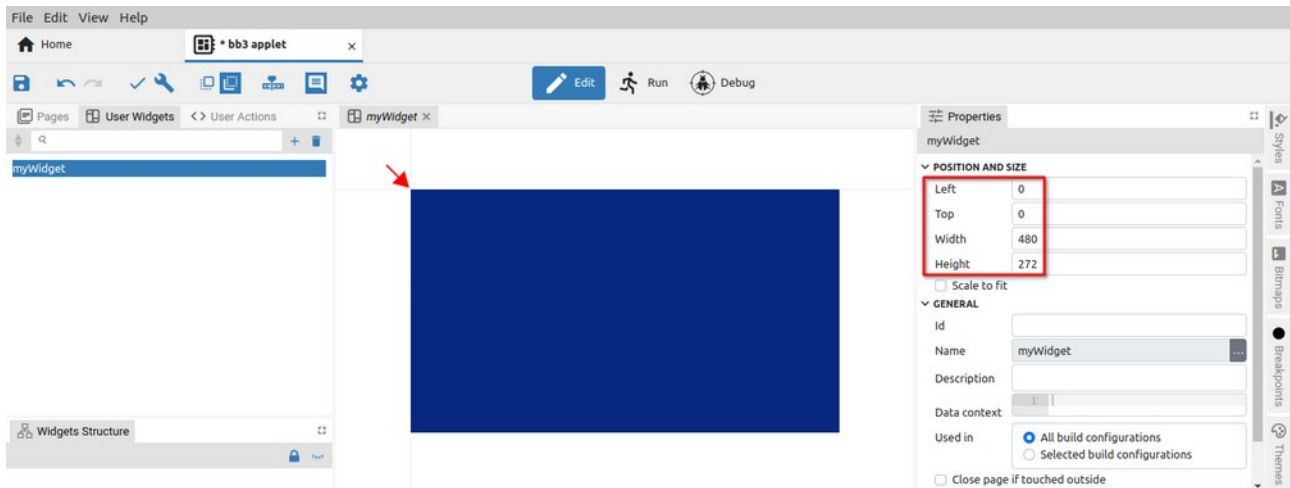 File Edit View Help
Home * bb3 applet ×
Edit Run Debug
Pages User Widgets <> User Actions myWidget × Properties
myWidget
myWidget
POSITION AND SIZE
Left 0
Top 0
Width 480
Height 272
Scale to fit
GENERAL
Id
Name myWidget ...
Description
Data context 1
Used in All build configurations
Selected build configurations
Close page if touched outside
Widgets Structure
Styles
Fonts
Bitmaps
Breakpoints
Themes